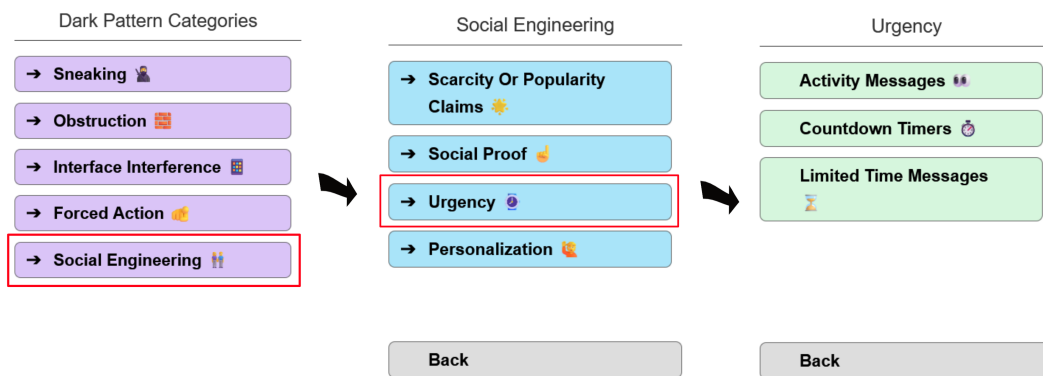 Dark Pattern Categories
➔ Sneaking
➔ Obstruction
➔ Interface Interference
➔ Forced Action
➔ Social Engineering
Social Engineering
➔ Scarcity Or Popularity
Claims
➔ Social Proof
➔ Urgency
➔ Personalization
Back
Urgency
Activity Messages
Countdown Timers
Limited Time Messages
Back